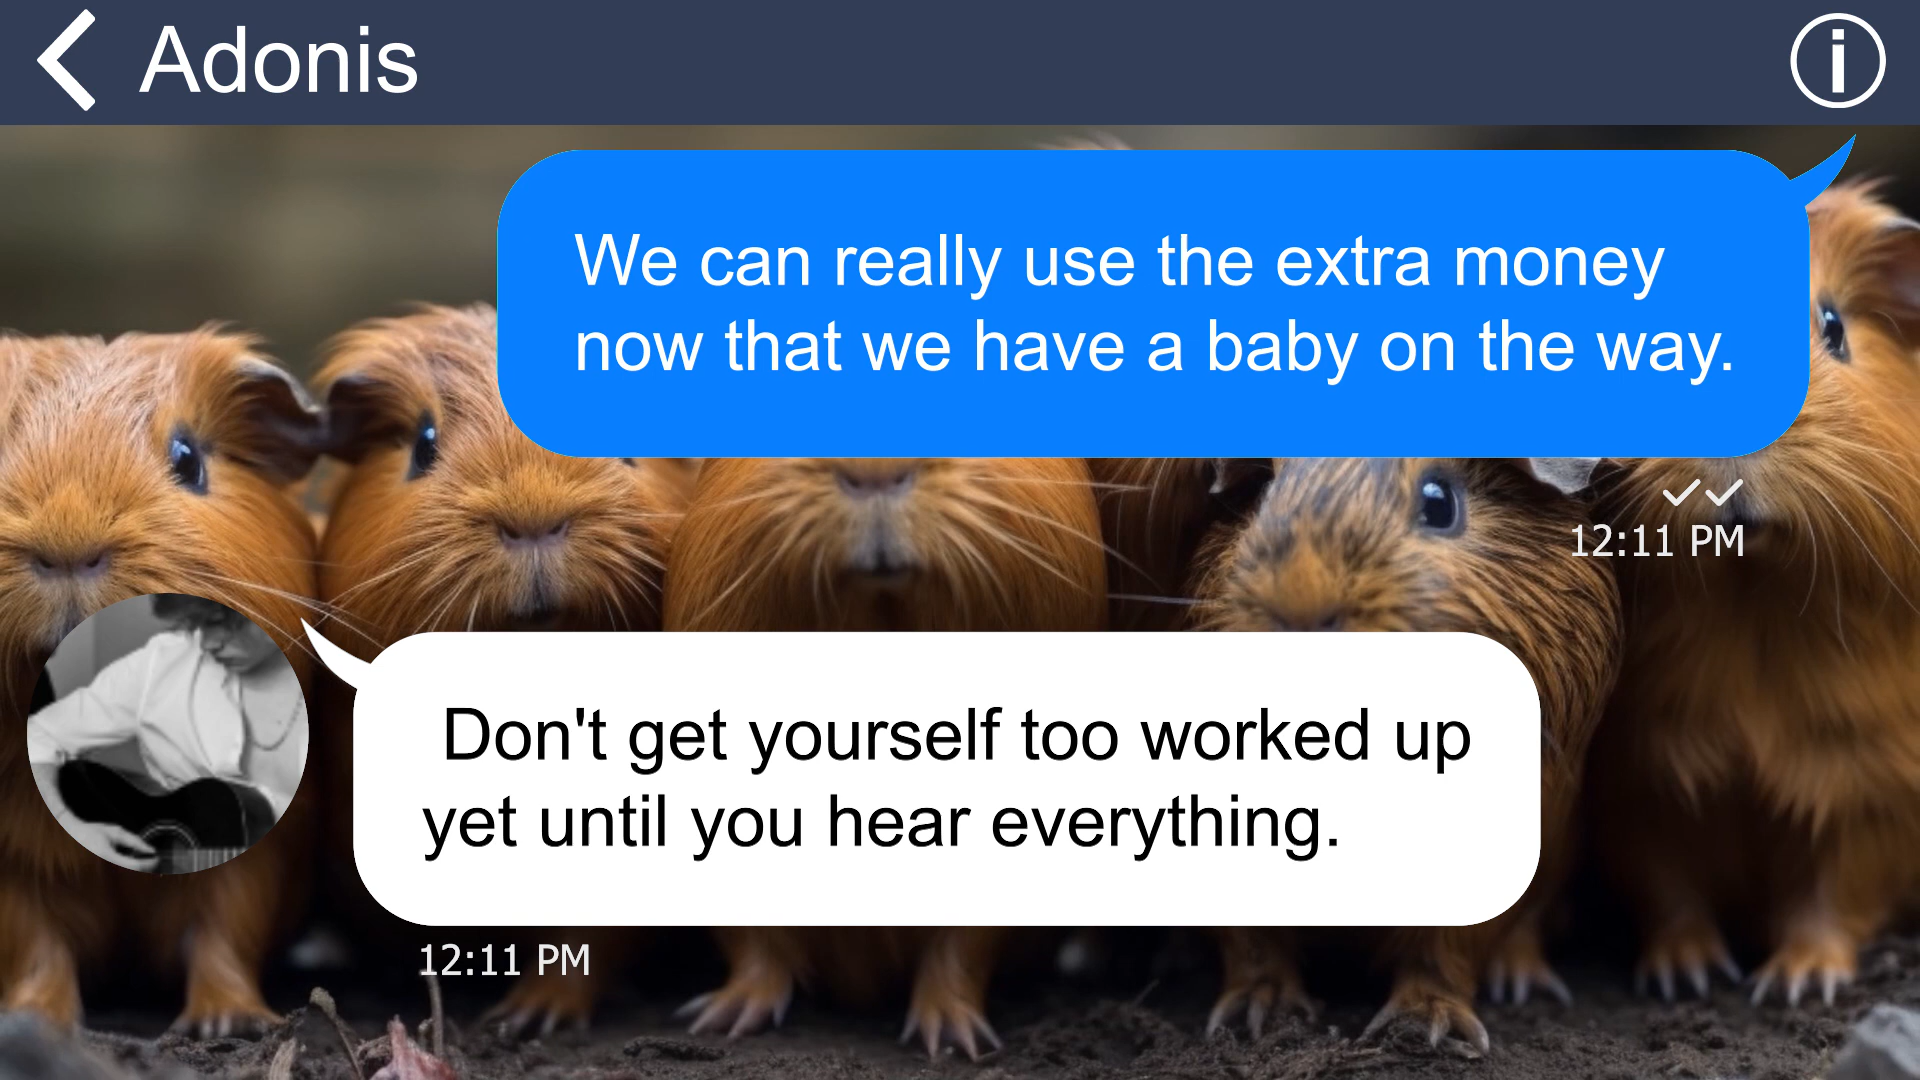 Adonis
We can really use the extra money
now that we have a baby on the way.
12:11 PM
Don't get yourself too worked up
yet until you hear everything.
12:11 PM